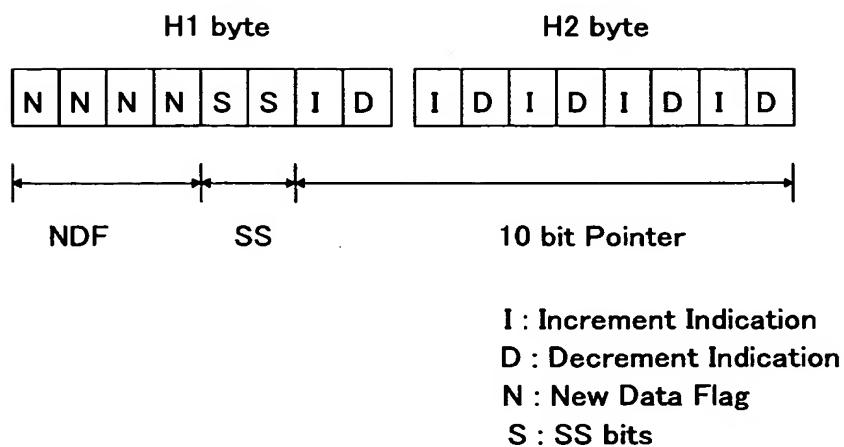 H1 byte H2 byte
N N N N S S I D I D I D I D I D
NDF SS 10 bit Pointer
I : Increment Indication
D : Decrement Indication
N : New Data Flag
S : SS bits